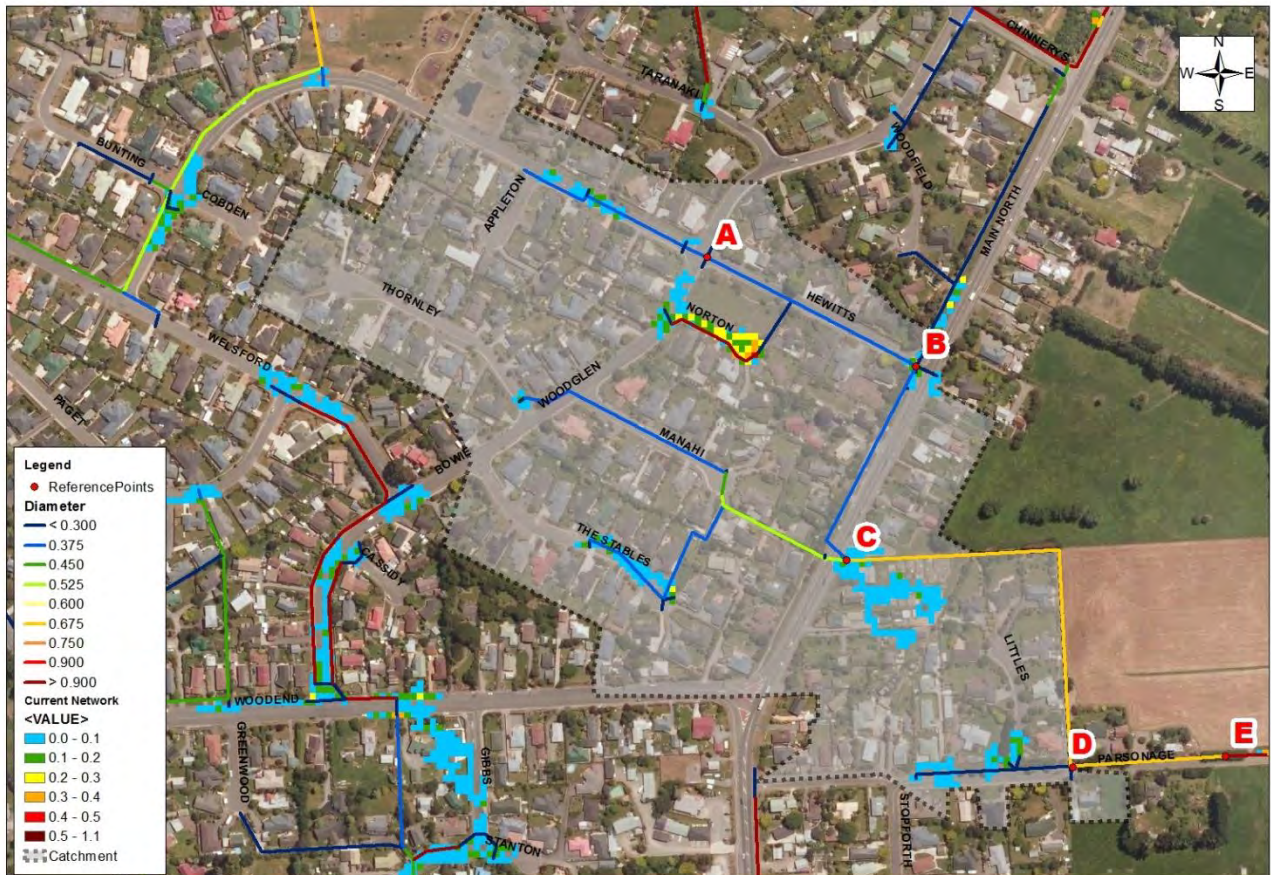 CHINNERYS
N
W E
S
TARANAKI
WOODFIELD
BUNTING
COBDEN
APPLETON
MAIN NORTH
A
THORNLEY
NORTON
HEWITTS
WELSFORD
B
WOODGLEN
PAGET
MANAHI
BOWIE
THE STABLES
C
CASSIDY
LITTLES
WOODEND
GREENWOOD
GIBBS
D
PARSONAGE
E
STOPFORTH
STANTON
Legend
ReferencePoints
Diameter
< 0.300
0.375
0.450
0.525
0.600
0.675
0.750
0.900
> 0.900
Current Network
<VALUE>
0.0 - 0.1
0.1 - 0.2
0.2 - 0.3
0.3 - 0.4
0.4 - 0.5
0.5 - 1.1
Catchment